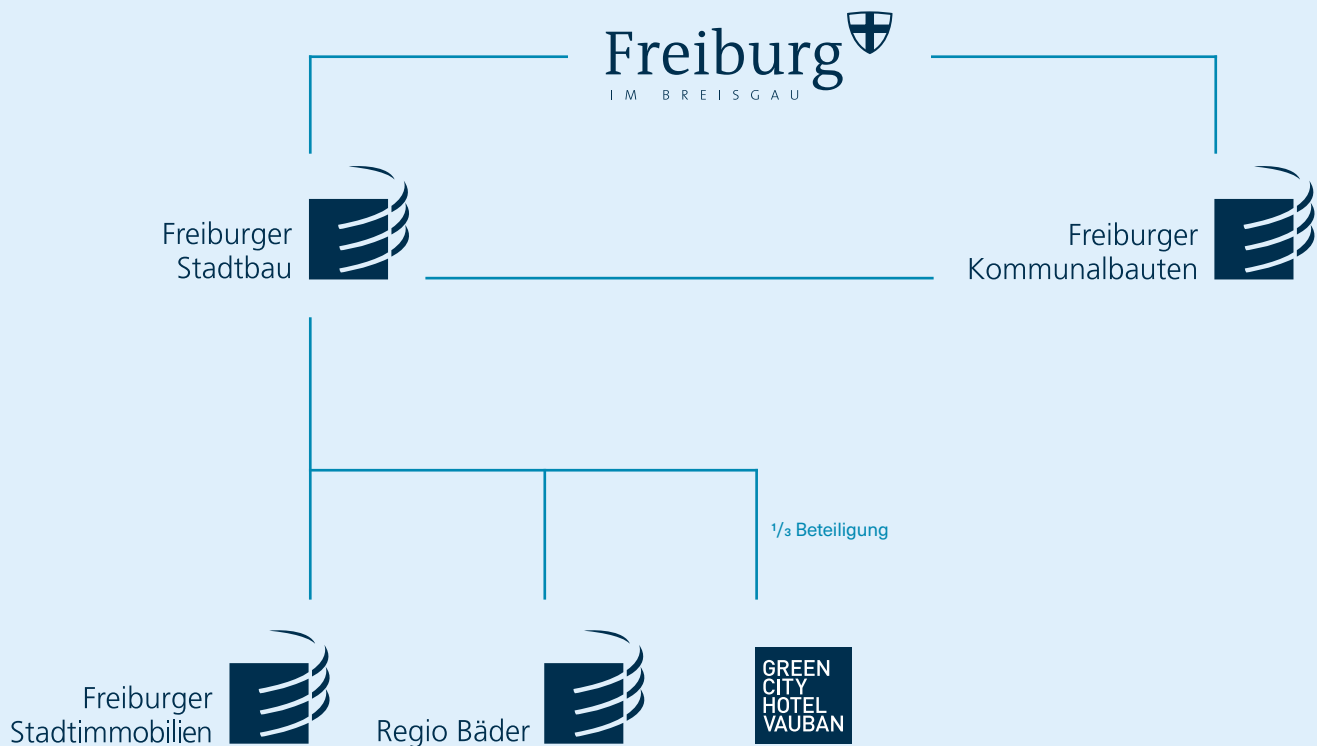 Freiburg
IM BREISGAU
Freiburger
Stadtbau
Freiburger
Kommunalbauten
¹/₃ Beteiligung
Freiburger
Stadtimmobilien
Regio Bäder
GREEN
CITY
HOTEL
VAUBAN